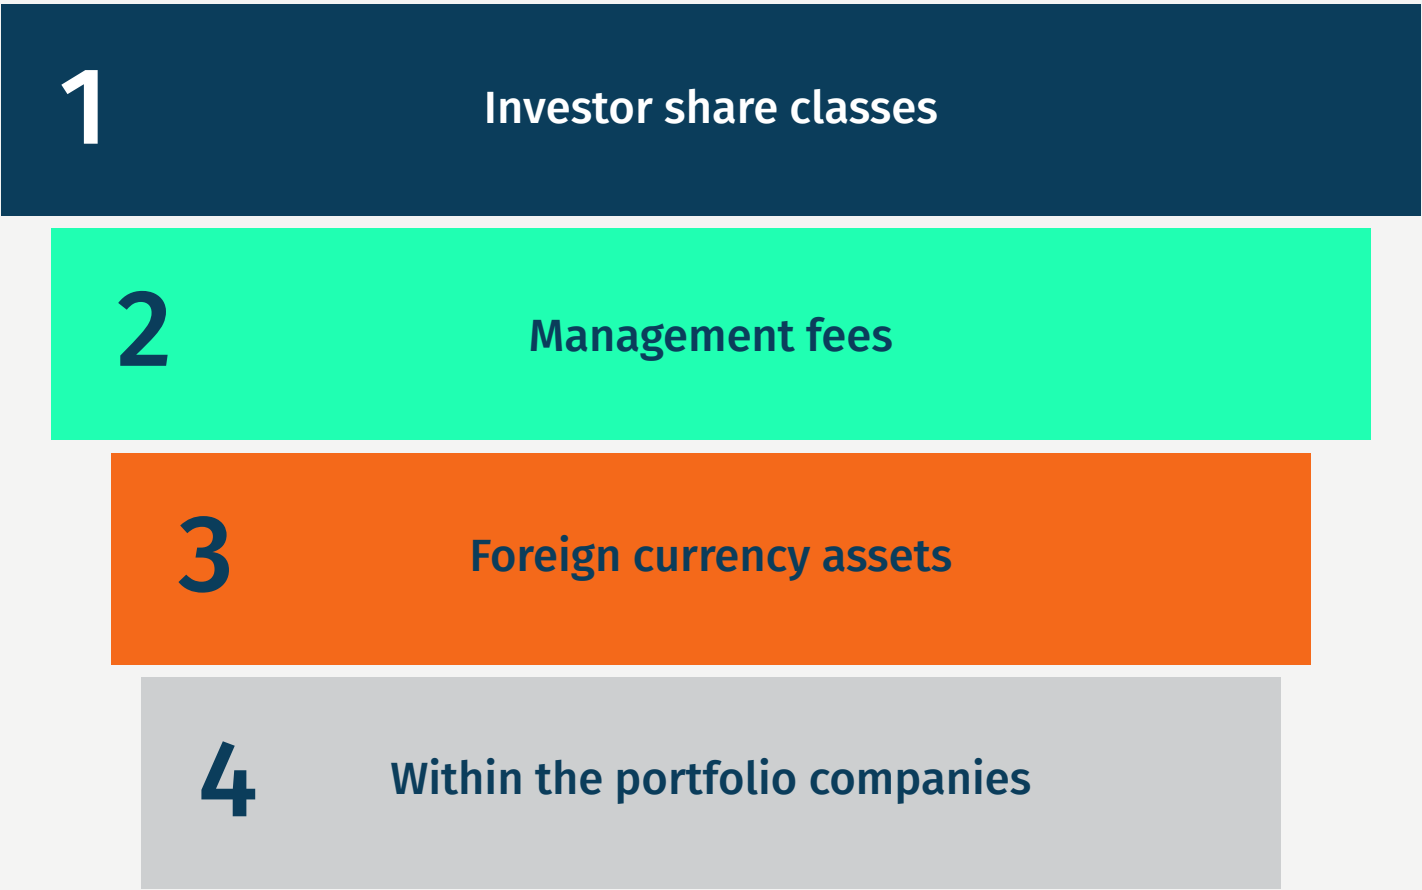 1
Investor share classes
2
Management fees
3
Foreign currency assets
4
Within the portfolio companies